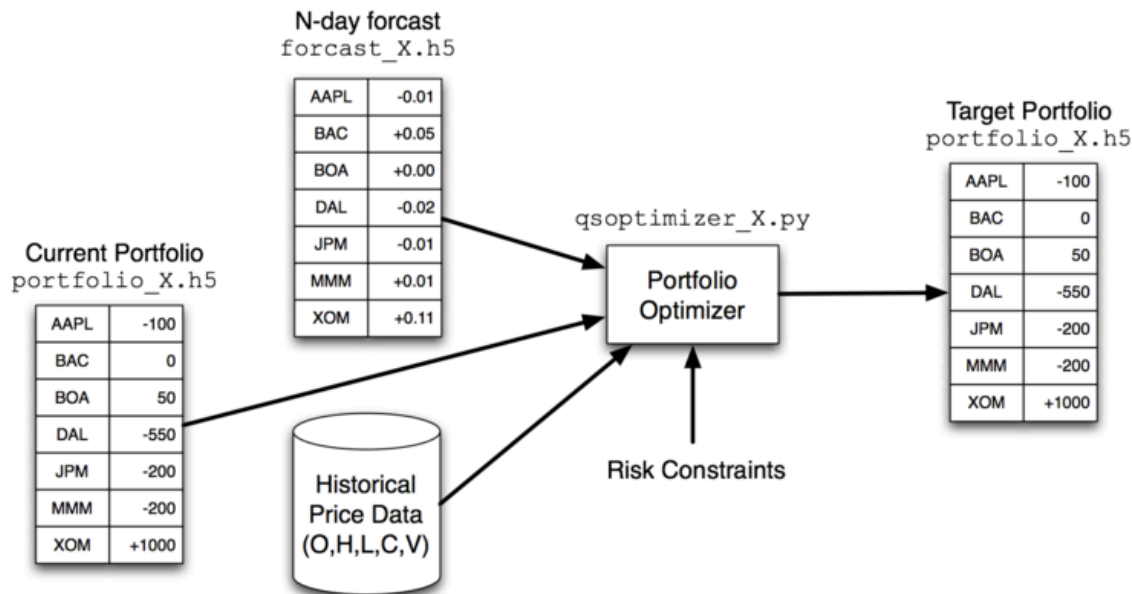 N-day forcast
forcast_X.h5
AAPL -0.01
BAC +0.05
BOA +0.00
DAL -0.02
JPM -0.01
MMM +0.01
XOM +0.11
Current Portfolio
portfolio_X.h5
AAPL -100
BAC 0
BOA 50
DAL -550
JPM -200
MMM -200
XOM +1000
Historical
Price Data
(O,H,L,C,V)
qsoptimizer_X.py
Portfolio
Optimizer
Risk Constraints
Target Portfolio
portfolio_X.h5
AAPL -100
BAC 0
BOA 50
DAL -550
JPM -200
MMM -200
XOM +1000